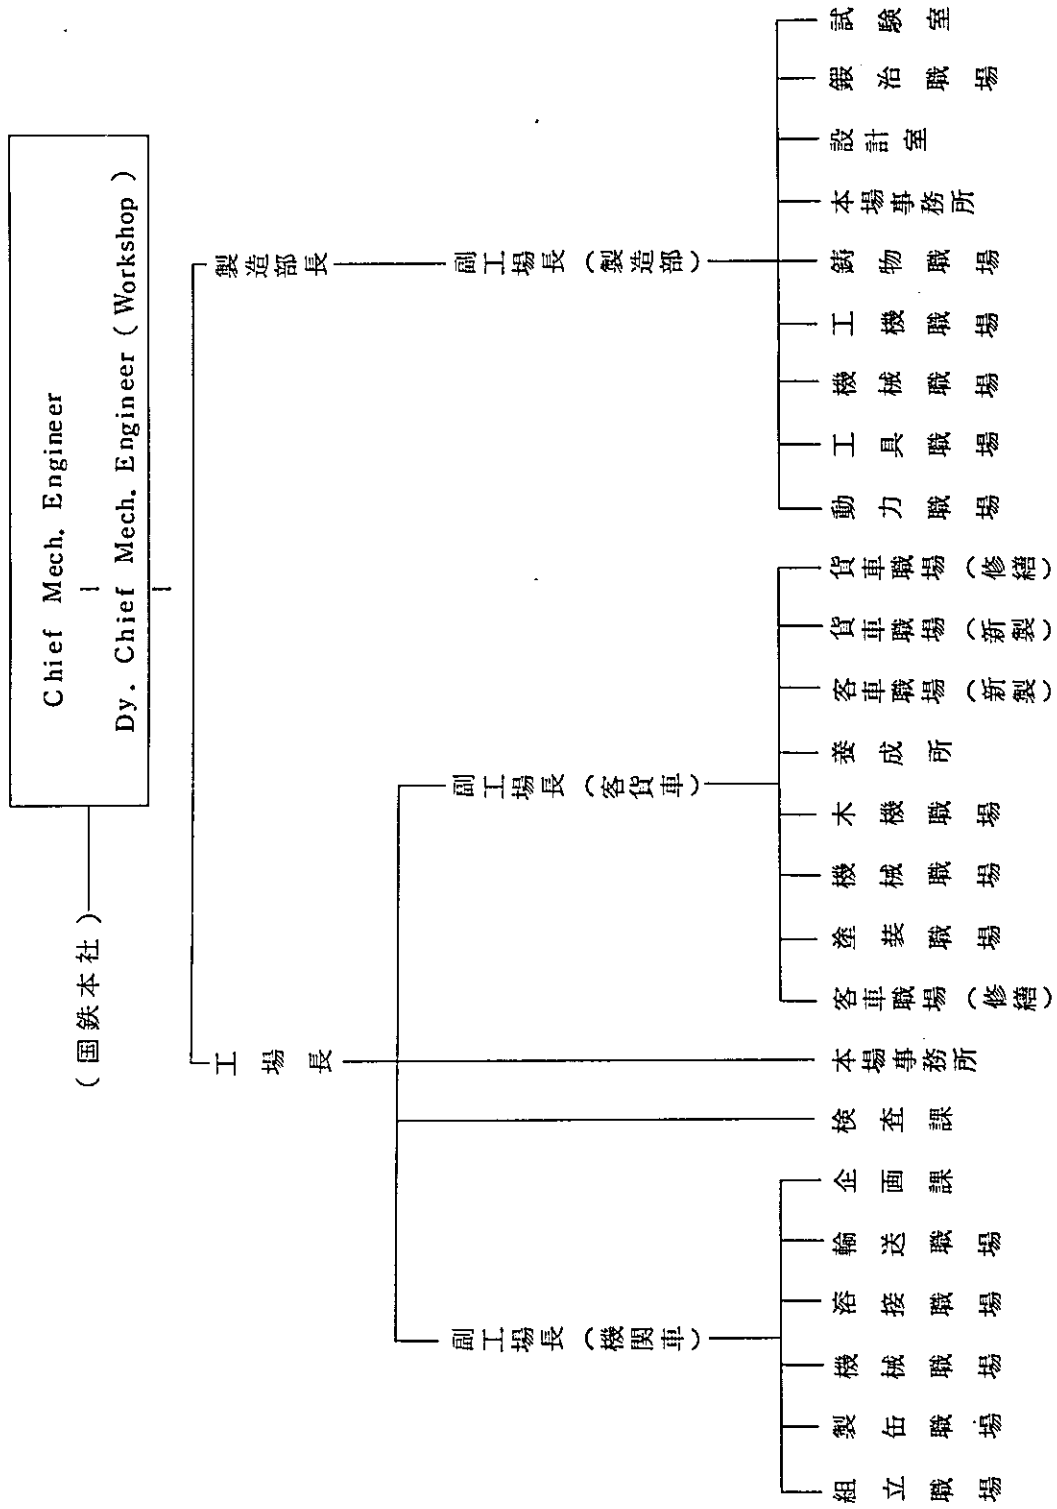 Chief Mech. Engineer
Dy. Chief Mech. Engineer ( Workshop )
( 国鉄本社 )
製造部長
工場長
副工場長 ( 製造部 )
副工場長 ( 客貨車 )
副工場長 ( 機関車 )
試験室
鍛冶職場
設計室
本場事務所
鋳物職場
工機職場
機械職場
工具職場
動力職場
貨車職場 ( 修繕 )
貨車職場 ( 新製 )
客車職場 ( 新製 )
養成所
木機職場
機械職場
塗装職場
客車職場 ( 修繕 )
本場事務所
検査課
企画課
輸送職場
溶接職場
機械職場
製缶職場
組立職場